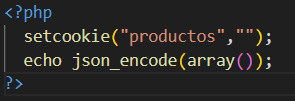 <?php
setcookie("productos","");
echo json_encode(array());
?>